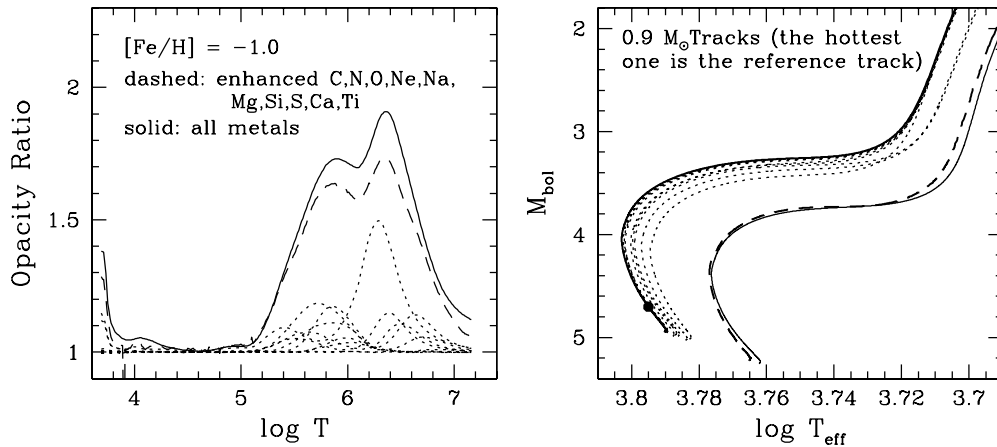 [Fe/H] = −1.0
dashed: enhanced C,N,O,Ne,Na,
Mg,Si,S,Ca,Ti
solid: all metals
Opacity Ratio
2
1.5
1
4
5
6
7
log T
0.9 M⊙Tracks (the hottest
one is the reference track)
M_bol
2
3
4
5
3.8
3.78
3.76
3.74
3.72
3.7
log T_eff